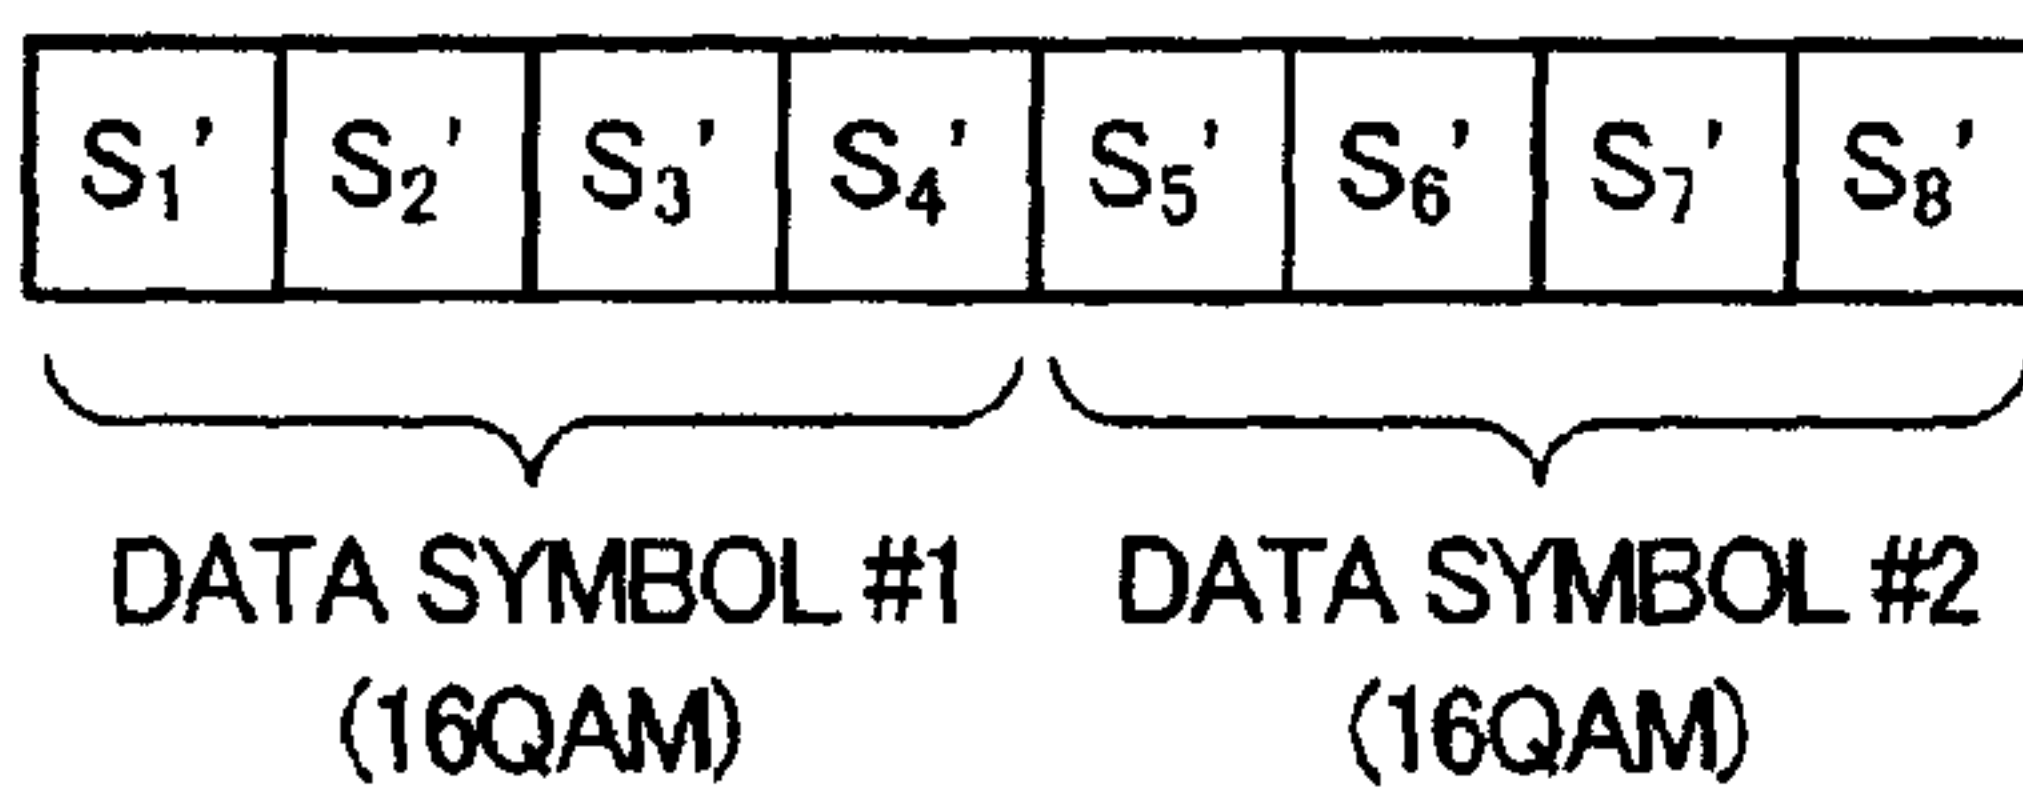 S₁' S₂' S₃' S₄' S₅' S₆' S₇' S₈'
DATA SYMBOL #1 DATA SYMBOL #2
(16QAM) (16QAM)